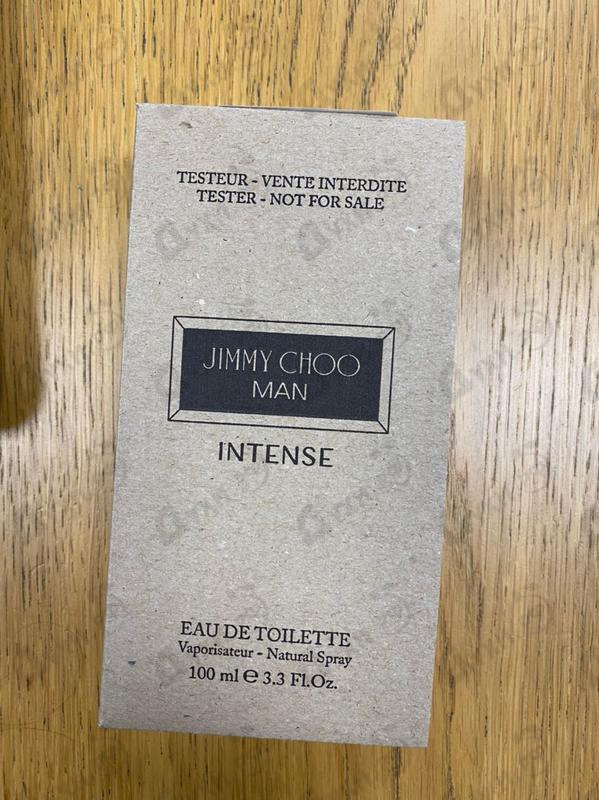 TESTEUR - VENTE INTERDITE
TESTER - NOT FOR SALE
JIMMY CHOO
MAN
INTENSE
EAU DE TOILETTE
Vaporisateur - Natural Spray
100 ml ℮ 3.3 Fl.Oz.